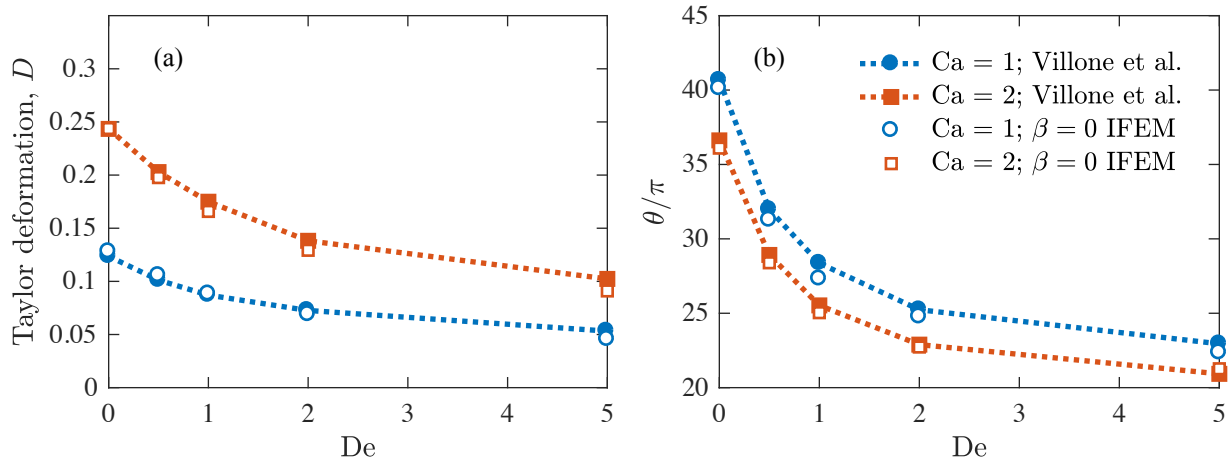 (a)
Taylor deformation, D
0.3
0.25
0.2
0.15
0.1
0.05
0
0 1 2 3 4 5
De
(b)
θ/π
45
40
35
30
25
20
Ca = 1; Villone et al.
Ca = 2; Villone et al.
Ca = 1; β = 0 IFEM
Ca = 2; β = 0 IFEM
0 1 2 3 4 5
De